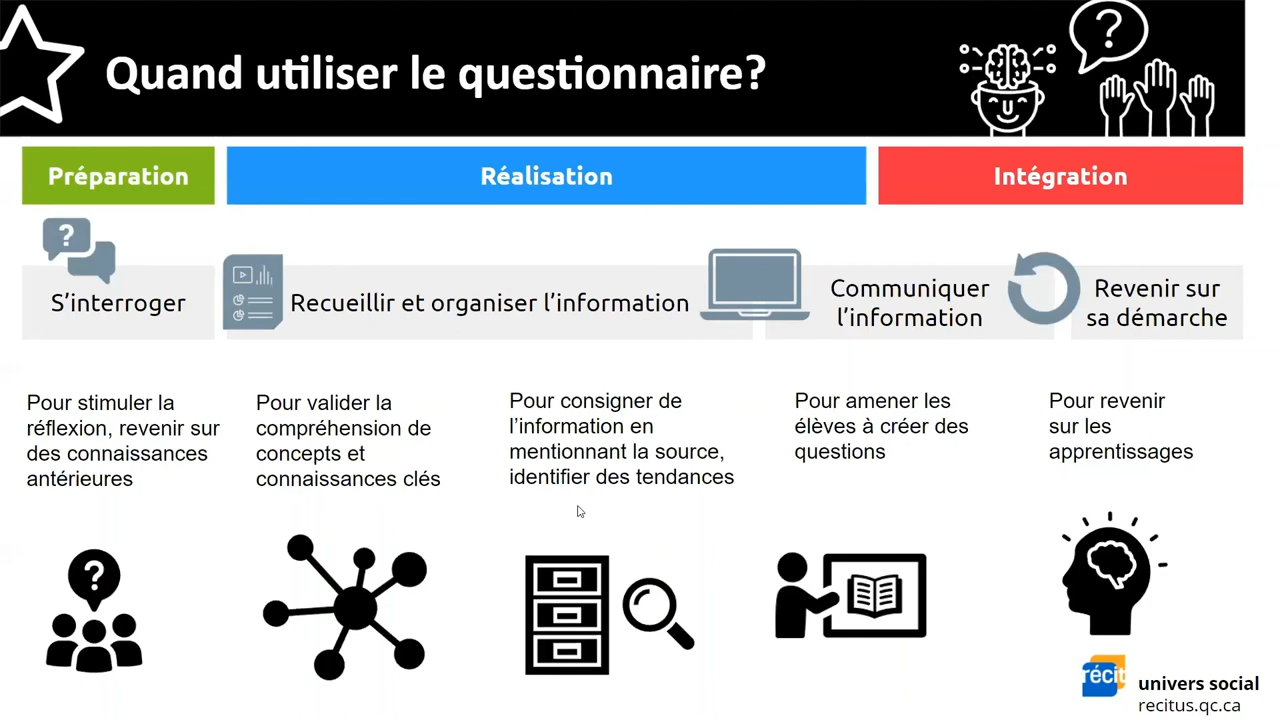 Quand utiliser le questionnaire?
?
Préparation
Réalisation
Intégration
?
S’interroger
Recueillir et organiser l’information
Communiquer
l’information
Revenir sur
sa démarche
Pour stimuler la
réflexion, revenir sur
des connaissances
antérieures
Pour valider la
compréhension de
concepts et
connaissances clés
Pour consigner de
l’information en
mentionnant la source,
identifier des tendances
Pour amener les
élèves à créer des
questions
Pour revenir
sur les
apprentissages
?
récit
univers social
recitus.qc.ca